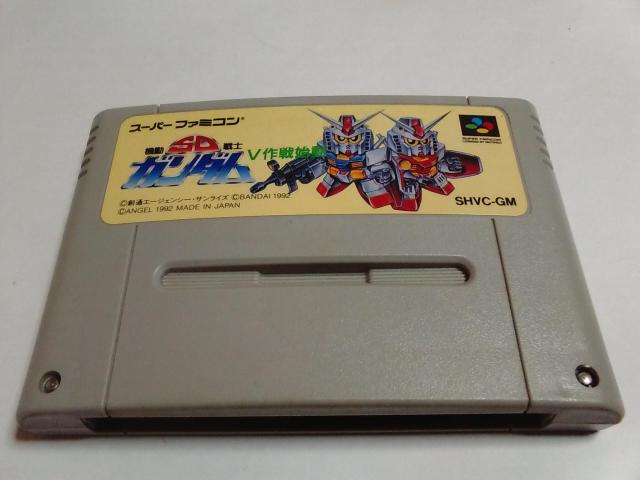 スーパーファミコン
機動 SD 戦士
ガンダム V作戦始動
©創通エージェンシー・サンライズ ©BANDAI 1992
©ANGEL 1992 MADE IN JAPAN
SHVC-GM